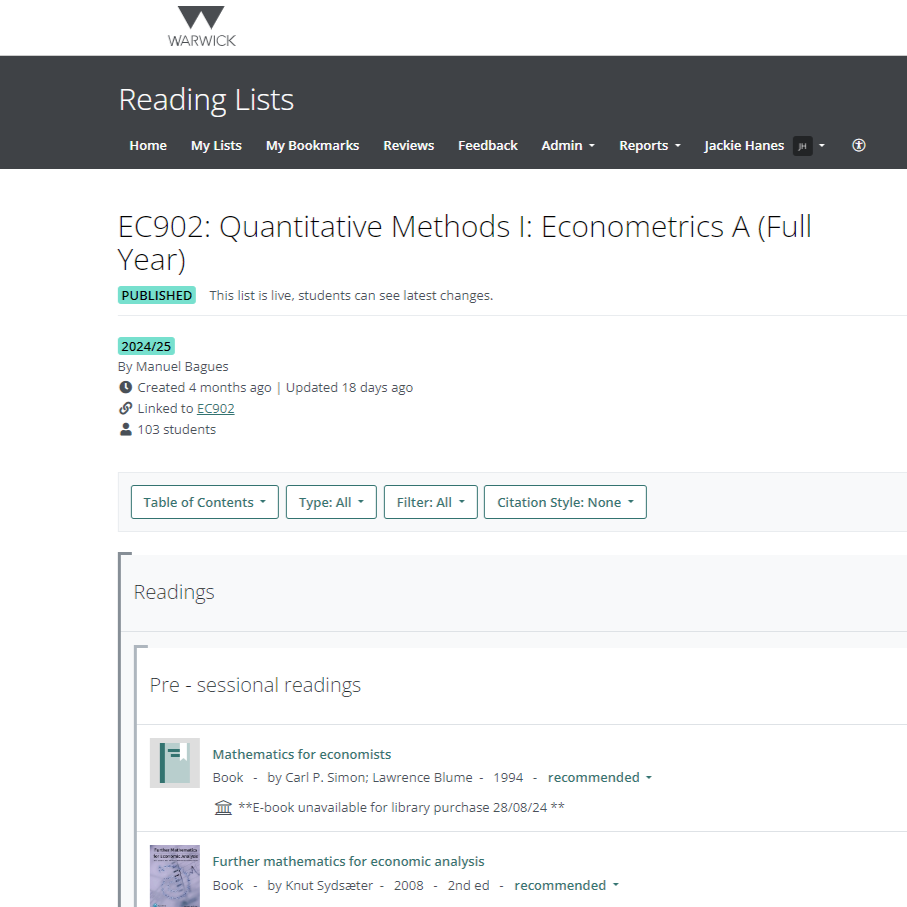 WARWICK
Reading Lists
Home My Lists My Bookmarks Reviews Feedback Admin Reports Jackie Hanes JH
EC902: Quantitative Methods I: Econometrics A (Full
Year)
PUBLISHED This list is live, students can see latest changes.
2024/25
By Manuel Bagues
Created 4 months ago | Updated 18 days ago
Linked to EC902
103 students
Table of Contents Type: All Filter: All Citation Style: None
Readings
Pre - sessional readings
Mathematics for economists
Book - by Carl P. Simon; Lawrence Blume - 1994 - recommended
**E-book unavailable for library purchase 28/08/24 **
Further Mathematics
for Economic Analysis
Further mathematics for economic analysis
Book - by Knut Sydsæter - 2008 - 2nd ed - recommended